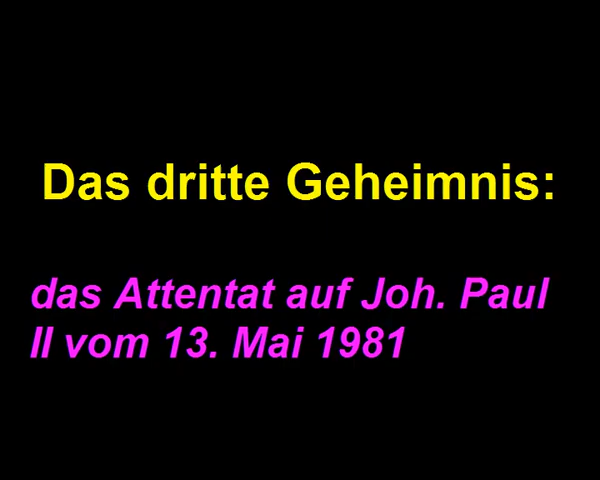 Das dritte Geheimnis:
das Attentat auf Joh. Paul
II vom 13. Mai 1981